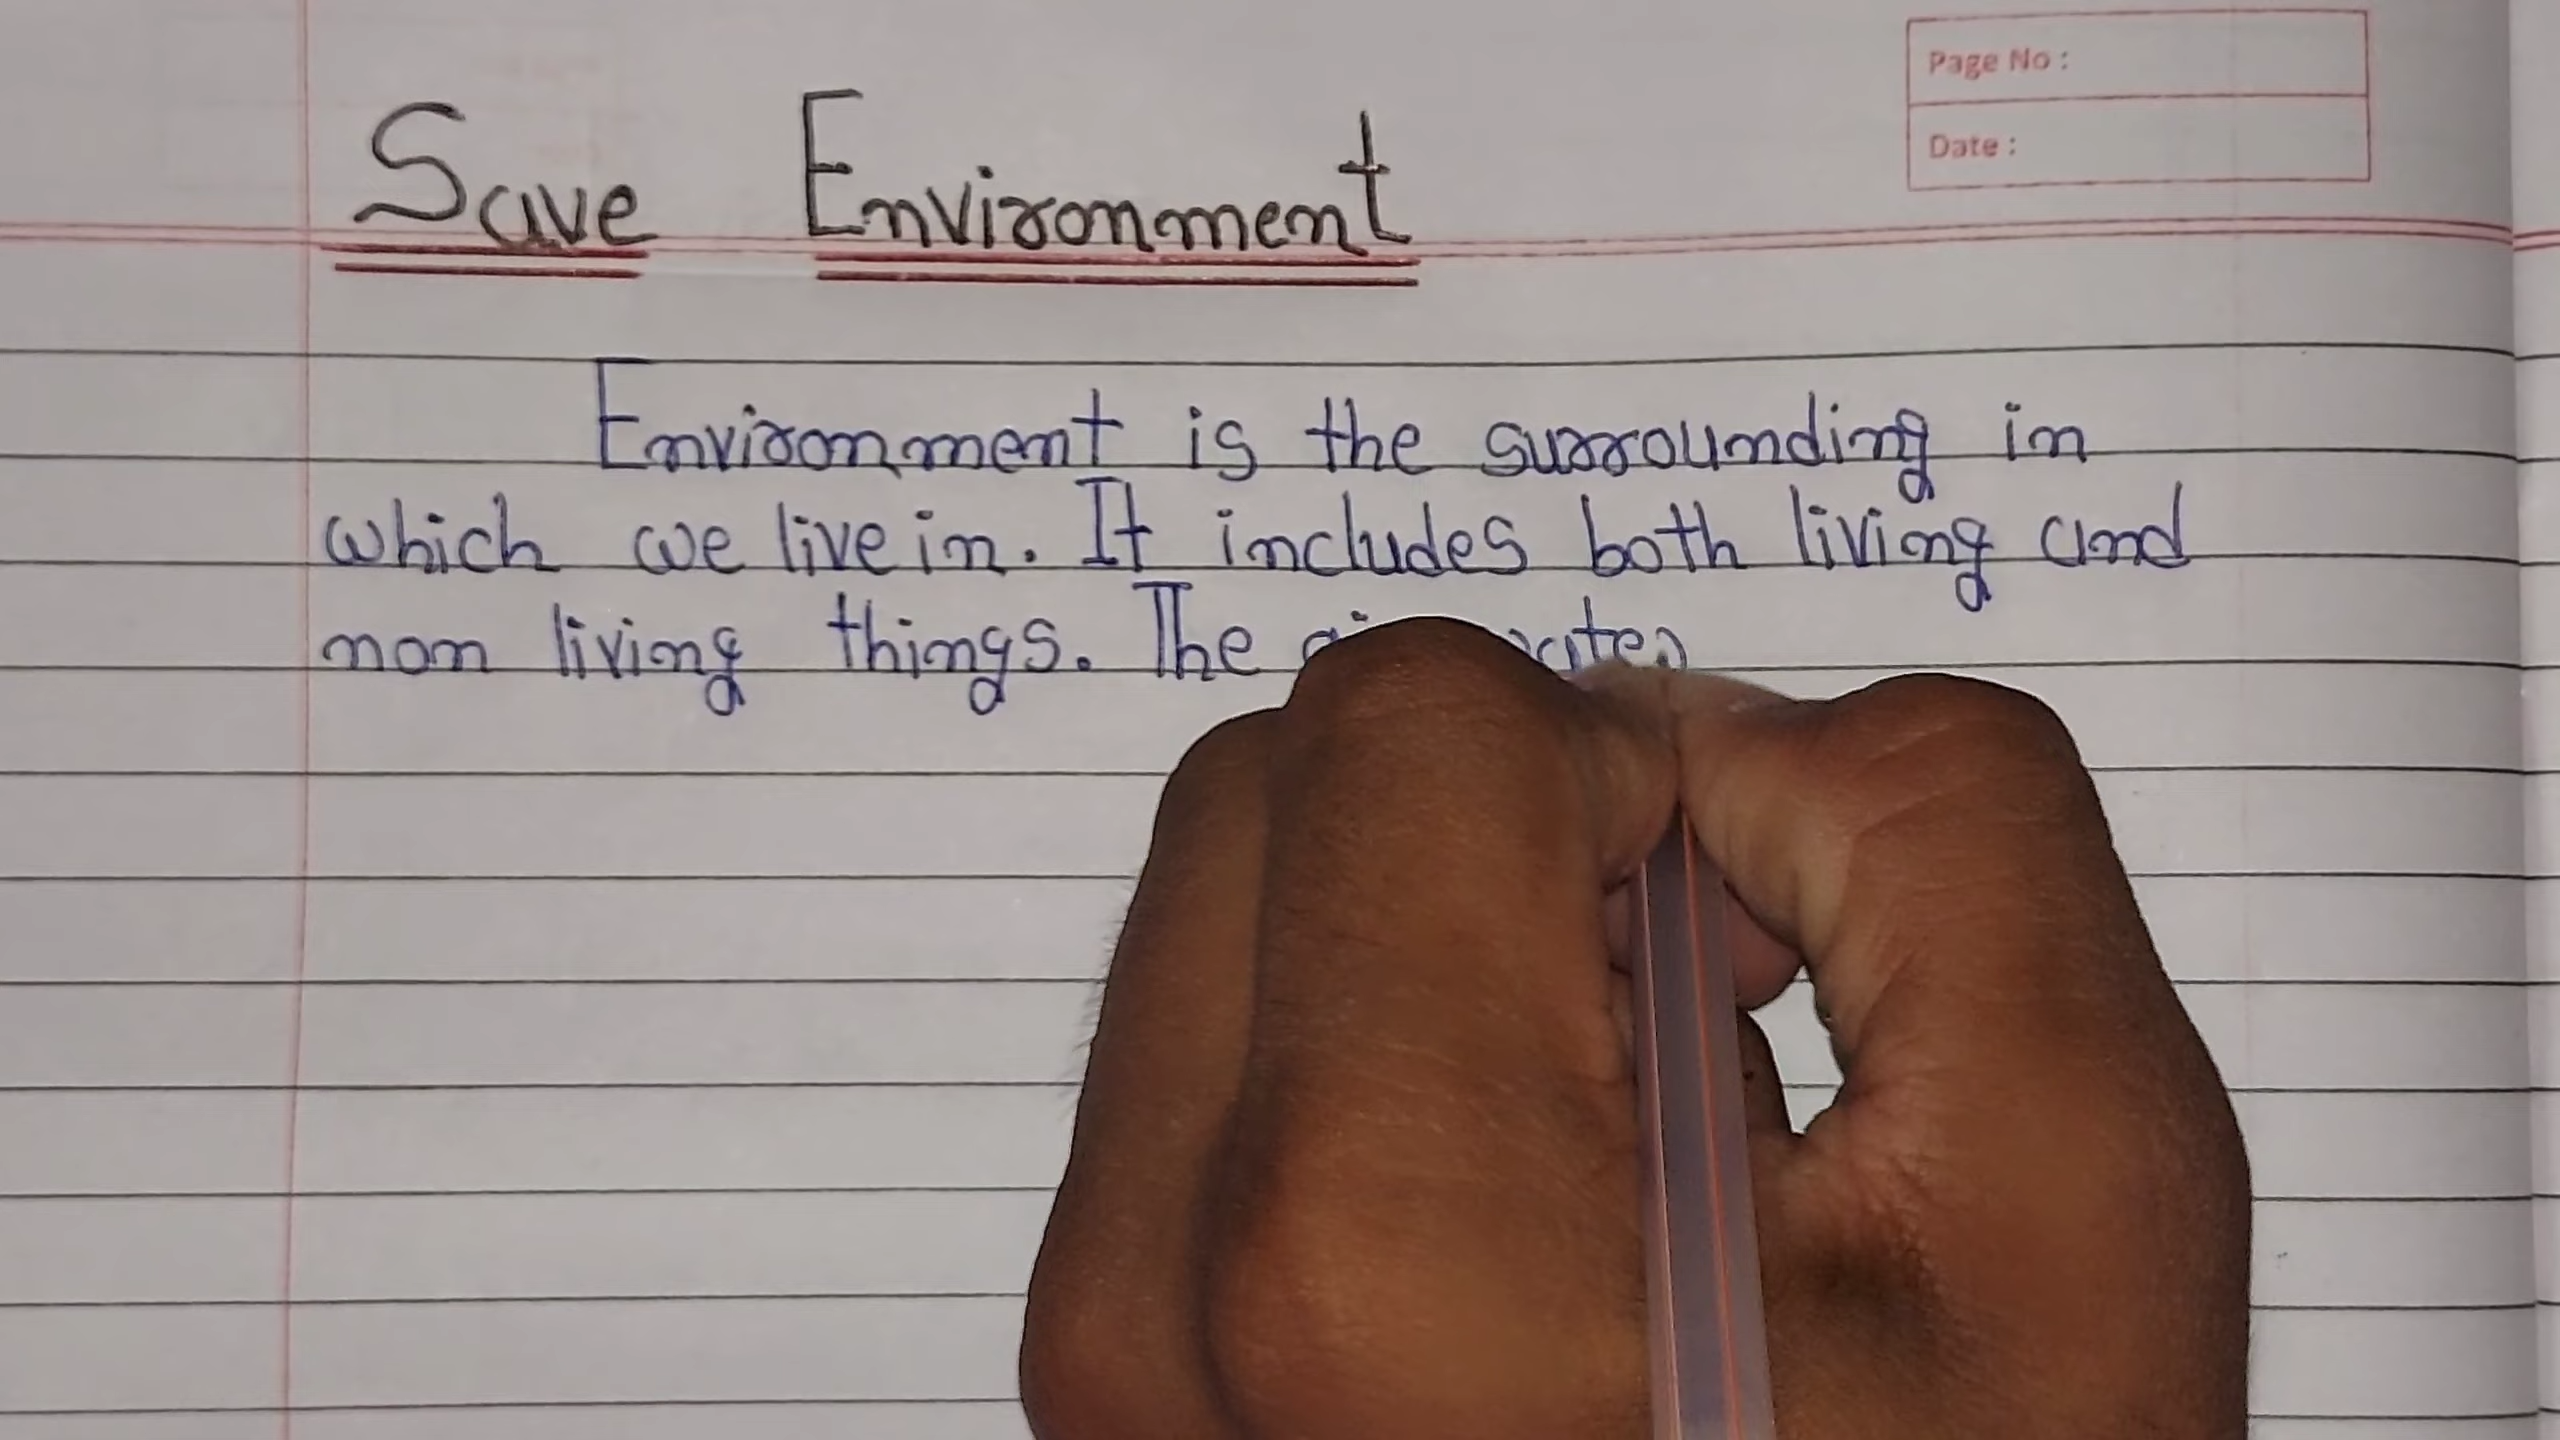 Page No :
Date :
Save Environment
Environment is the surrounding in
which we live in. It includes both living and
non living things. The